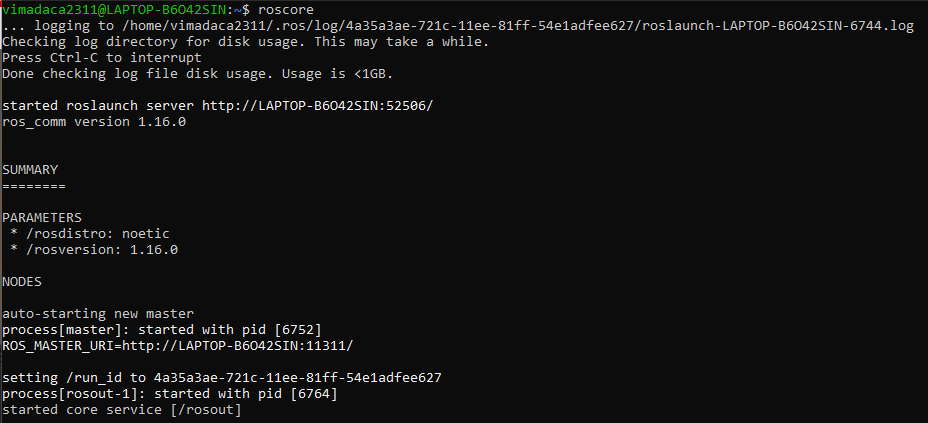 vimadaca2311@LAPTOP-B6O42SIN:~$ roscore
... logging to /home/vimadaca2311/.ros/log/4a35a3ae-721c-11ee-81ff-54e1adfee627/roslaunch-LAPTOP-B6O42SIN-6744.log
Checking log directory for disk usage. This may take a while.
Press Ctrl-C to interrupt
Done checking log file disk usage. Usage is <1GB.
started roslaunch server http://LAPTOP-B6O42SIN:52506/
ros_comm version 1.16.0
SUMMARY
========
PARAMETERS
* /rosdistro: noetic
* /rosversion: 1.16.0
NODES
auto-starting new master
process[master]: started with pid [6752]
ROS_MASTER_URI=http://LAPTOP-B6O42SIN:11311/
setting /run_id to 4a35a3ae-721c-11ee-81ff-54e1adfee627
process[rosout-1]: started with pid [6764]
started core service [/rosout]